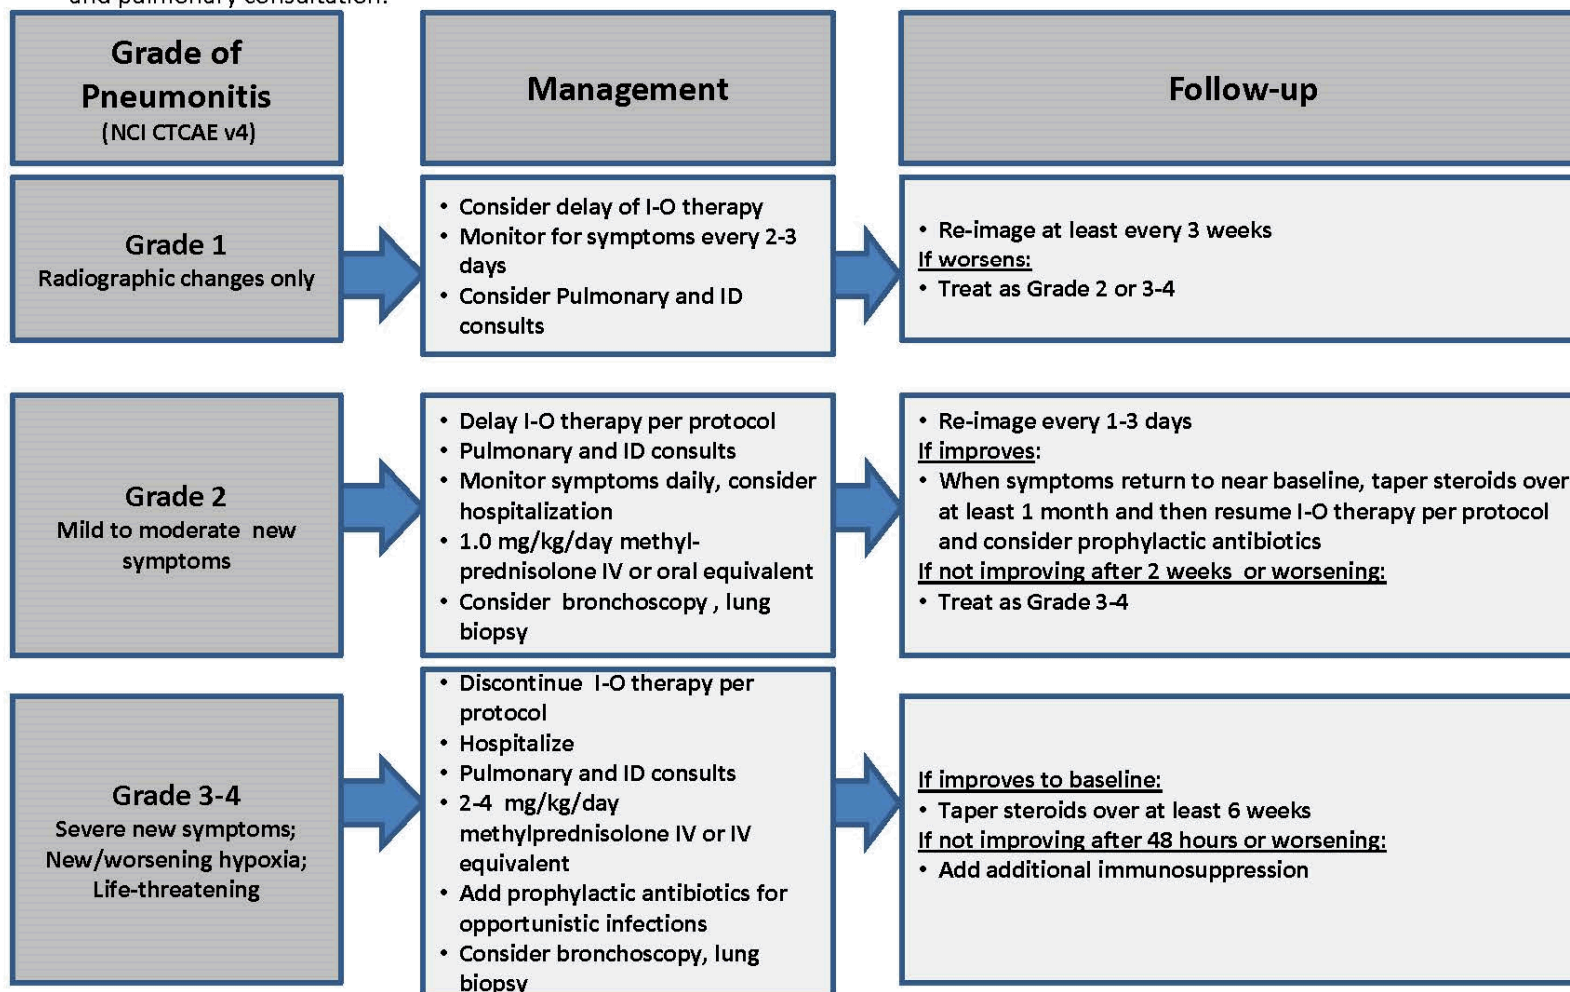 and pulmonary consultation.
Grade of
Pneumonitis
(NCI CTCAE v4)
Management
Follow-up
Grade 1
Radiographic changes only
• Consider delay of I-O therapy
• Monitor for symptoms every 2-3
days
• Consider Pulmonary and ID
consults
• Re-image at least every 3 weeks
If worsens:
• Treat as Grade 2 or 3-4
Grade 2
Mild to moderate new
symptoms
• Delay I-O therapy per protocol
• Pulmonary and ID consults
• Monitor symptoms daily, consider
hospitalization
• 1.0 mg/kg/day methyl-
prednisolone IV or oral equivalent
• Consider bronchoscopy , lung
biopsy
• Re-image every 1-3 days
If improves:
• When symptoms return to near baseline, taper steroids over
at least 1 month and then resume I-O therapy per protocol
and consider prophylactic antibiotics
If not improving after 2 weeks or worsening:
• Treat as Grade 3-4
Grade 3-4
Severe new symptoms;
New/worsening hypoxia;
Life-threatening
• Discontinue I-O therapy per
protocol
• Hospitalize
• Pulmonary and ID consults
• 2-4 mg/kg/day
methylprednisolone IV or IV
equivalent
• Add prophylactic antibiotics for
opportunistic infections
• Consider bronchoscopy, lung
biopsy
If improves to baseline:
• Taper steroids over at least 6 weeks
If not improving after 48 hours or worsening:
• Add additional immunosuppression